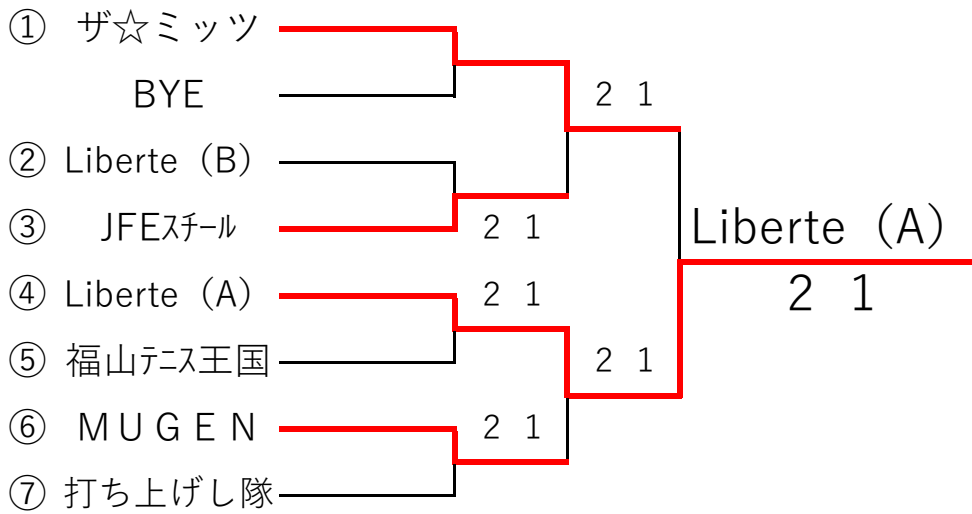 ① ザ☆ミッツ
BYE
2 1
② Liberte（B）
③ JFEｽﾁｰﾙ
2 1
Liberte（A）
2 1
④ Liberte（A）
2 1
⑤ 福山ﾃﾆｽ王国
2 1
⑥ ＭＵＧＥＮ
2 1
⑦ 打ち上げし隊